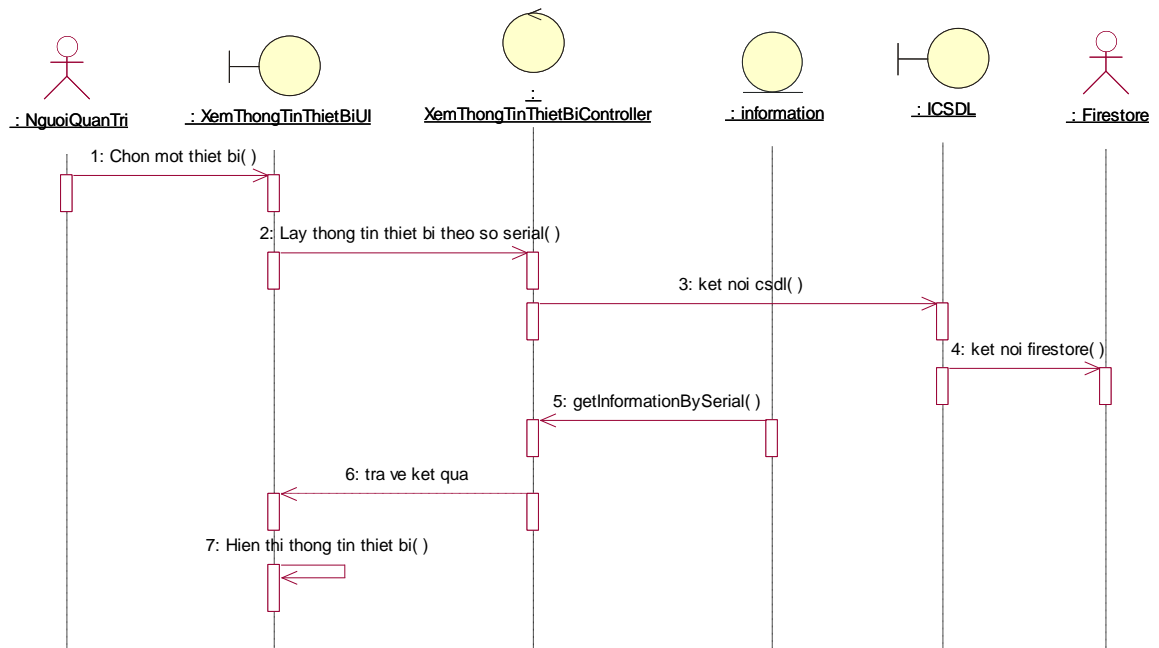 : NguoiQuanTri
: XemThongTinThietBiUI
:
XemThongTinThietBiController
: information
: ICSDL
: Firestore
1: Chon mot thiet bi( )
2: Lay thong tin thiet bi theo so serial( )
3: ket noi csdl( )
4: ket noi firestore( )
5: getInformationBySerial( )
6: tra ve ket qua
7: Hien thi thong tin thiet bi( )